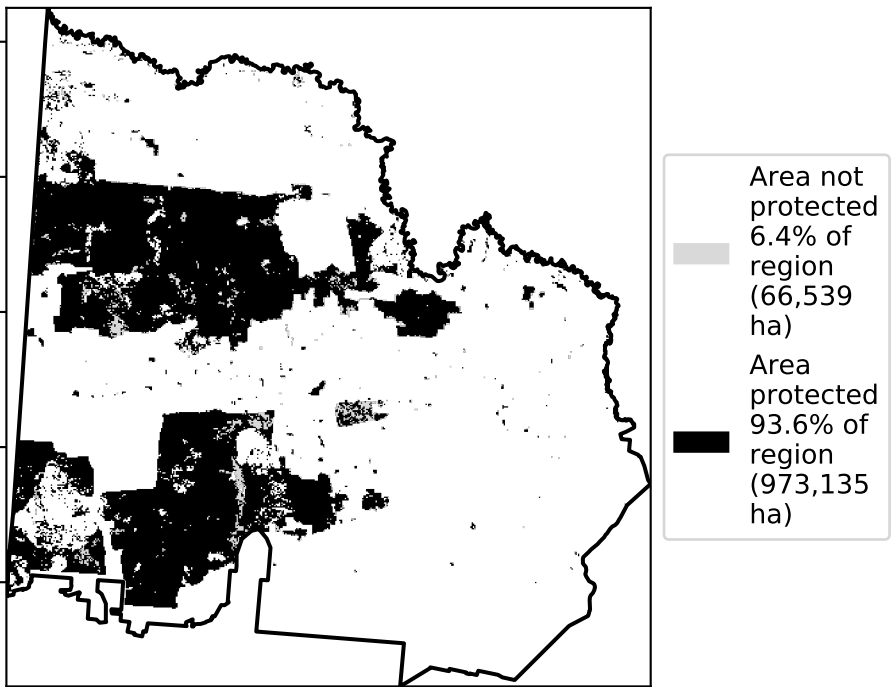 Area not
protected
6.4% of
region
(66,539
ha)
Area
protected
93.6% of
region
(973,135
ha)